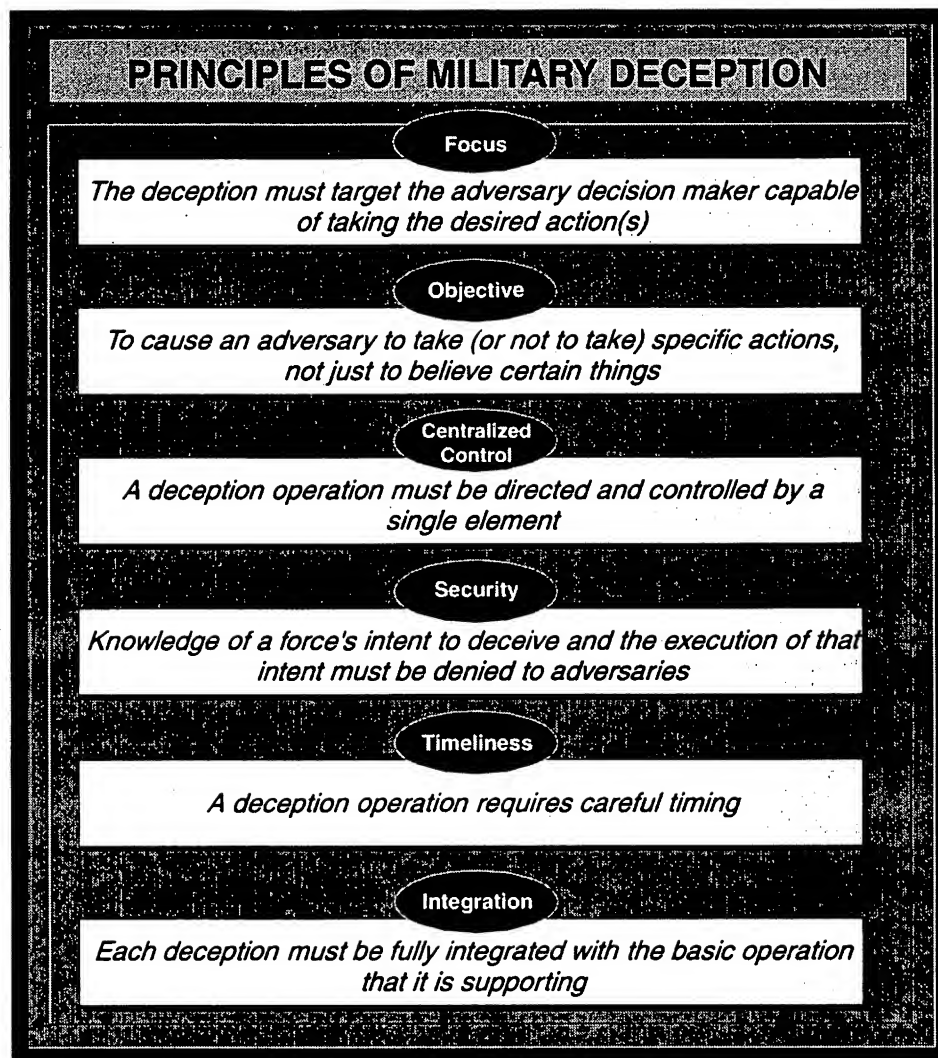 PRINCIPLES OF MILITARY DECEPTION
Focus
The deception must target the adversary decision maker capable
of taking the desired action(s)
Objective
To cause an adversary to take (or not to take) specific actions,
not just to believe certain things
Centralized
Control
A deception operation must be directed and controlled by a
single element
Security
Knowledge of a force's intent to deceive and the execution of that
intent must be denied to adversaries
Timeliness
A deception operation requires careful timing
Integration
Each deception must be fully integrated with the basic operation
that it is supporting